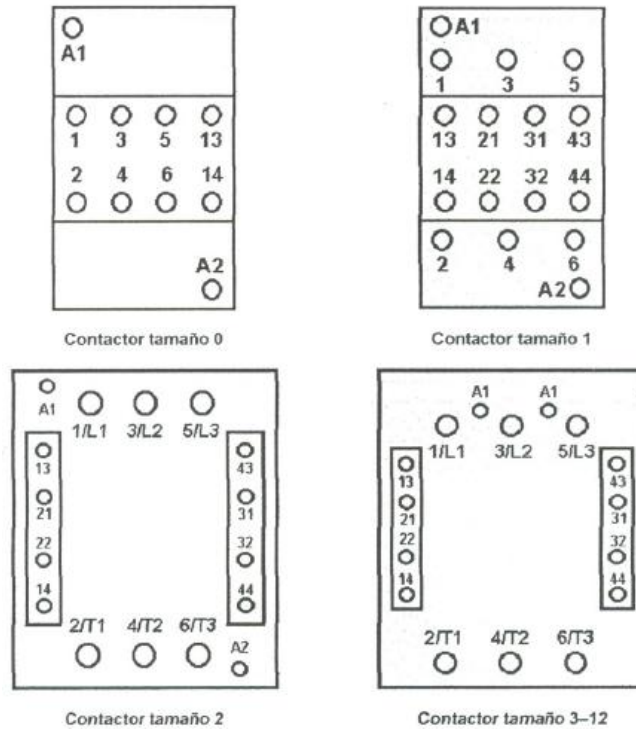 A1
1 3 5 13
2 4 6 14
A2
Contactor tamaño 0
A1
1 3 5
13 21 31 43
14 22 32 44
2 4 6
A2
Contactor tamaño 1
A1
1/L1 3/L2 5/L3
13 43
21 31
22 32
14 44
2/T1 4/T2 6/T3 A2
Contactor tamaño 2
A1 A1
1/L1 3/L2 5/L3
13 43
21 31
22 32
14 44
2/T1 4/T2 6/T3
Contactor tamaño 3–12